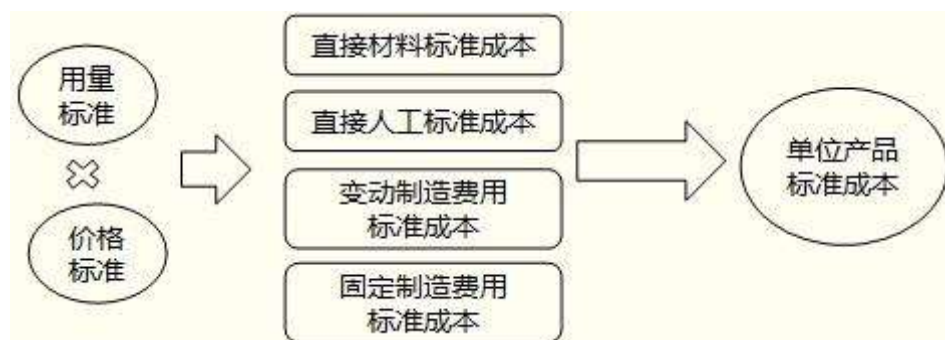 用量
标准
价格
标准
直接材料标准成本
直接人工标准成本
变动制造费用
标准成本
固定制造费用
标准成本
单位产品
标准成本